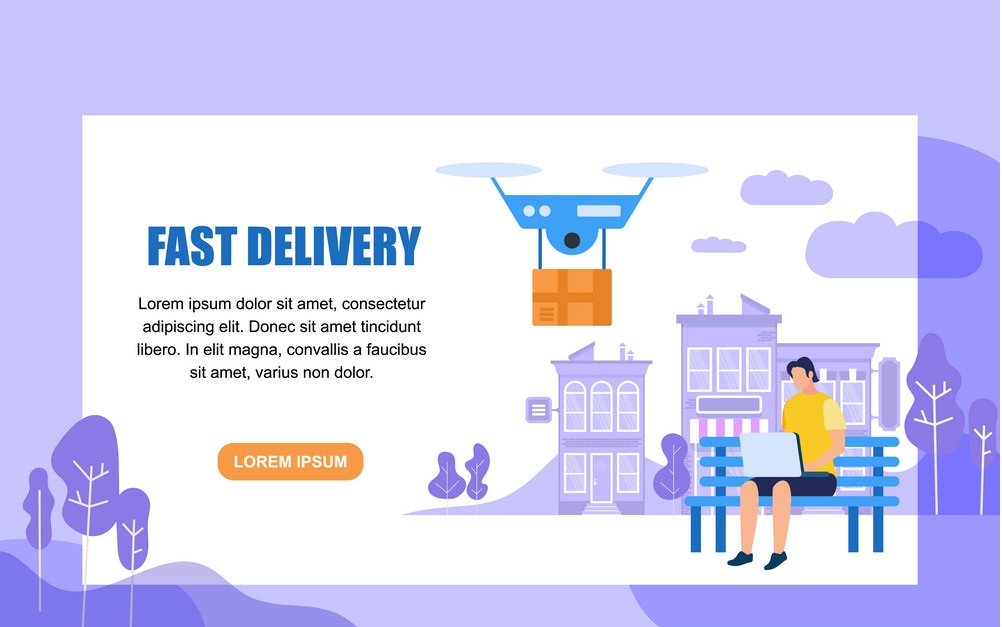 FAST DELIVERY
Lorem ipsum dolor sit amet, consectetur
adipiscing elit. Donec sit amet tincidunt
libero. In elit magna, convallis a faucibus
sit amet, varius non dolor.
LOREM IPSUM